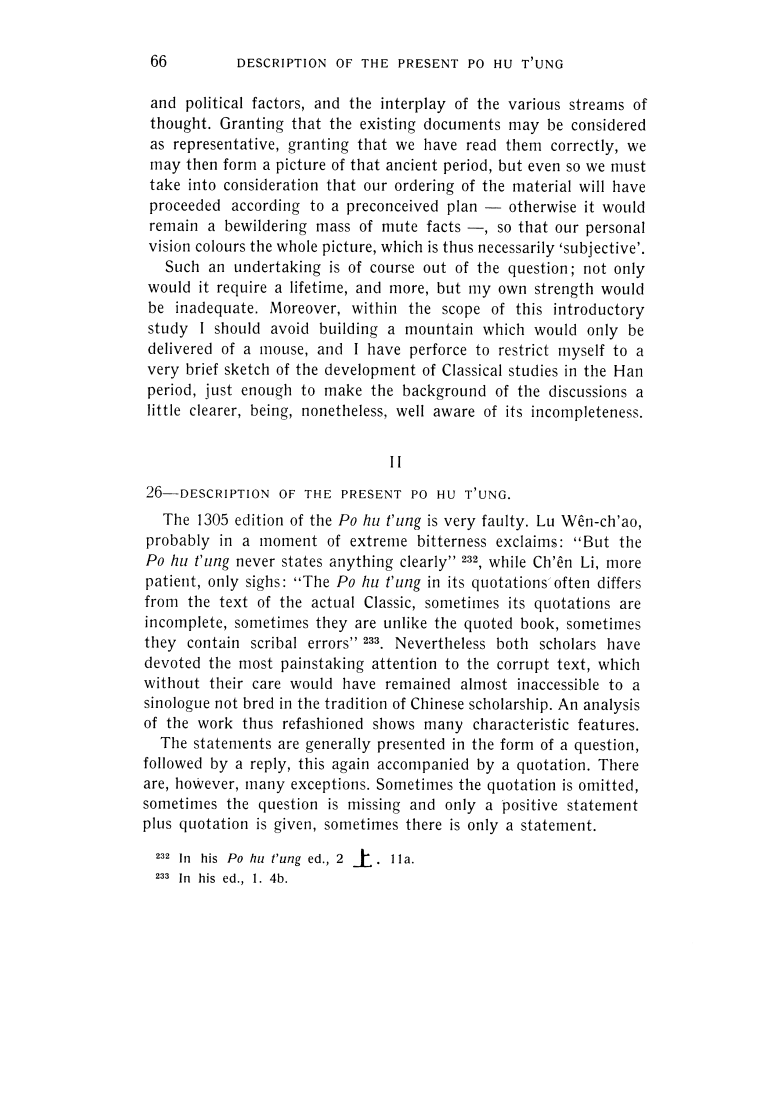 66 DESCRIPTION OF THE PRESENT PO HU T'UNG
and political factors, and the interplay of the various streams of
thought. Granting that the existing documents may be considered
as representative, granting that we have read them correctly, we
may then form a picture of that ancient period, but even so we must
take into consideration that our ordering of the material will have
proceeded according to a preconceived plan — otherwise it would
remain a bewildering mass of mute facts —, so that our personal
vision colours the whole picture, which is thus necessarily ‘subjective’.
Such an undertaking is of course out of the question; not only
would it require a lifetime, and more, but my own strength would
be inadequate. Moreover, within the scope of this introductory
study I should avoid building a mountain which would only be
delivered of a mouse, and I have perforce to restrict myself to a
very brief sketch of the development of Classical studies in the Han
period, just enough to make the background of the discussions a
little clearer, being, nonetheless, well aware of its incompleteness.
II
26—DESCRIPTION OF THE PRESENT PO HU T'UNG.
The 1305 edition of the Po hu t'ung is very faulty. Lu Wên-ch'ao,
probably in a moment of extreme bitterness exclaims: “But the
Po hu t'ung never states anything clearly” 232, while Ch'ên Li, more
patient, only sighs: “The Po hu t'ung in its quotations often differs
from the text of the actual Classic, sometimes its quotations are
incomplete, sometimes they are unlike the quoted book, sometimes
they contain scribal errors” 233. Nevertheless both scholars have
devoted the most painstaking attention to the corrupt text, which
without their care would have remained almost inaccessible to a
sinologue not bred in the tradition of Chinese scholarship. An analysis
of the work thus refashioned shows many characteristic features.
The statements are generally presented in the form of a question,
followed by a reply, this again accompanied by a quotation. There
are, however, many exceptions. Sometimes the quotation is omitted,
sometimes the question is missing and only a positive statement
plus quotation is given, sometimes there is only a statement.
232 In his Po hu t'ung ed., 2 上. 11a.
233 In his ed., 1. 4b.